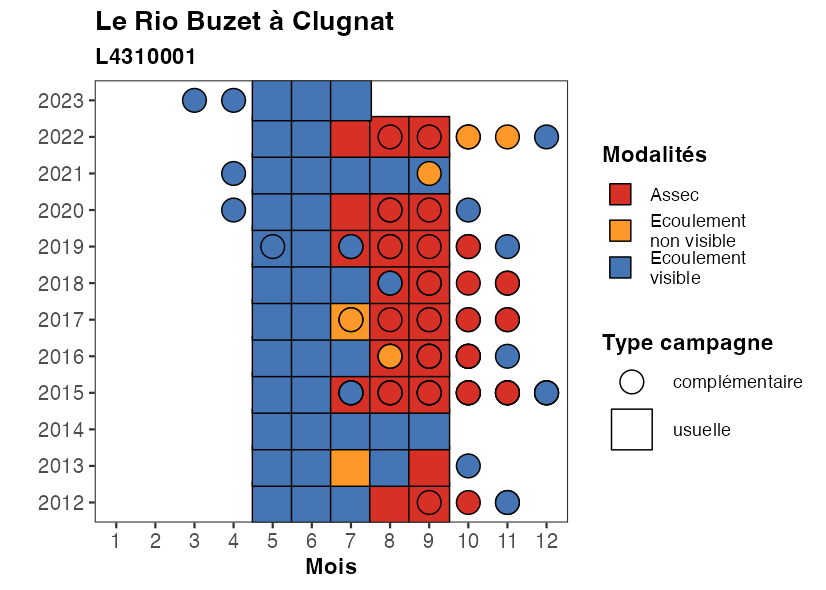 Le Rio Buzet à Clugnat
L4310001
2023
2022
2021
2020
2019
2018
2017
2016
2015
2014
2013
2012
1 2 3 4 5 6 7 8 9 10 11 12
Mois
Modalités
Assec
Ecoulement
non visible
Ecoulement
visible
Type campagne
complémentaire
usuelle